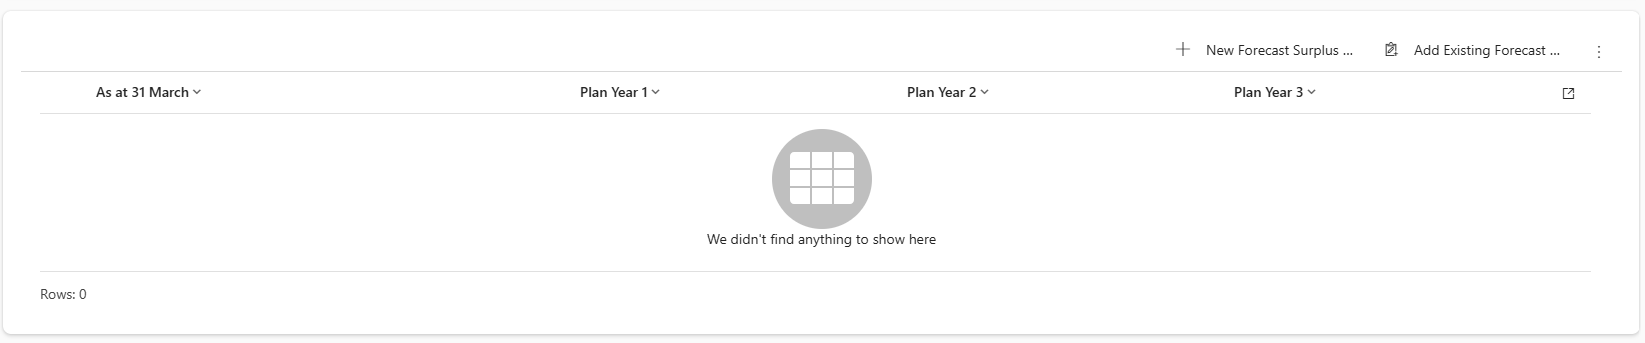 New Forecast Surplus ... Add Existing Forecast ...
As at 31 March Plan Year 1 Plan Year 2 Plan Year 3
We didn't find anything to show here
Rows: 0